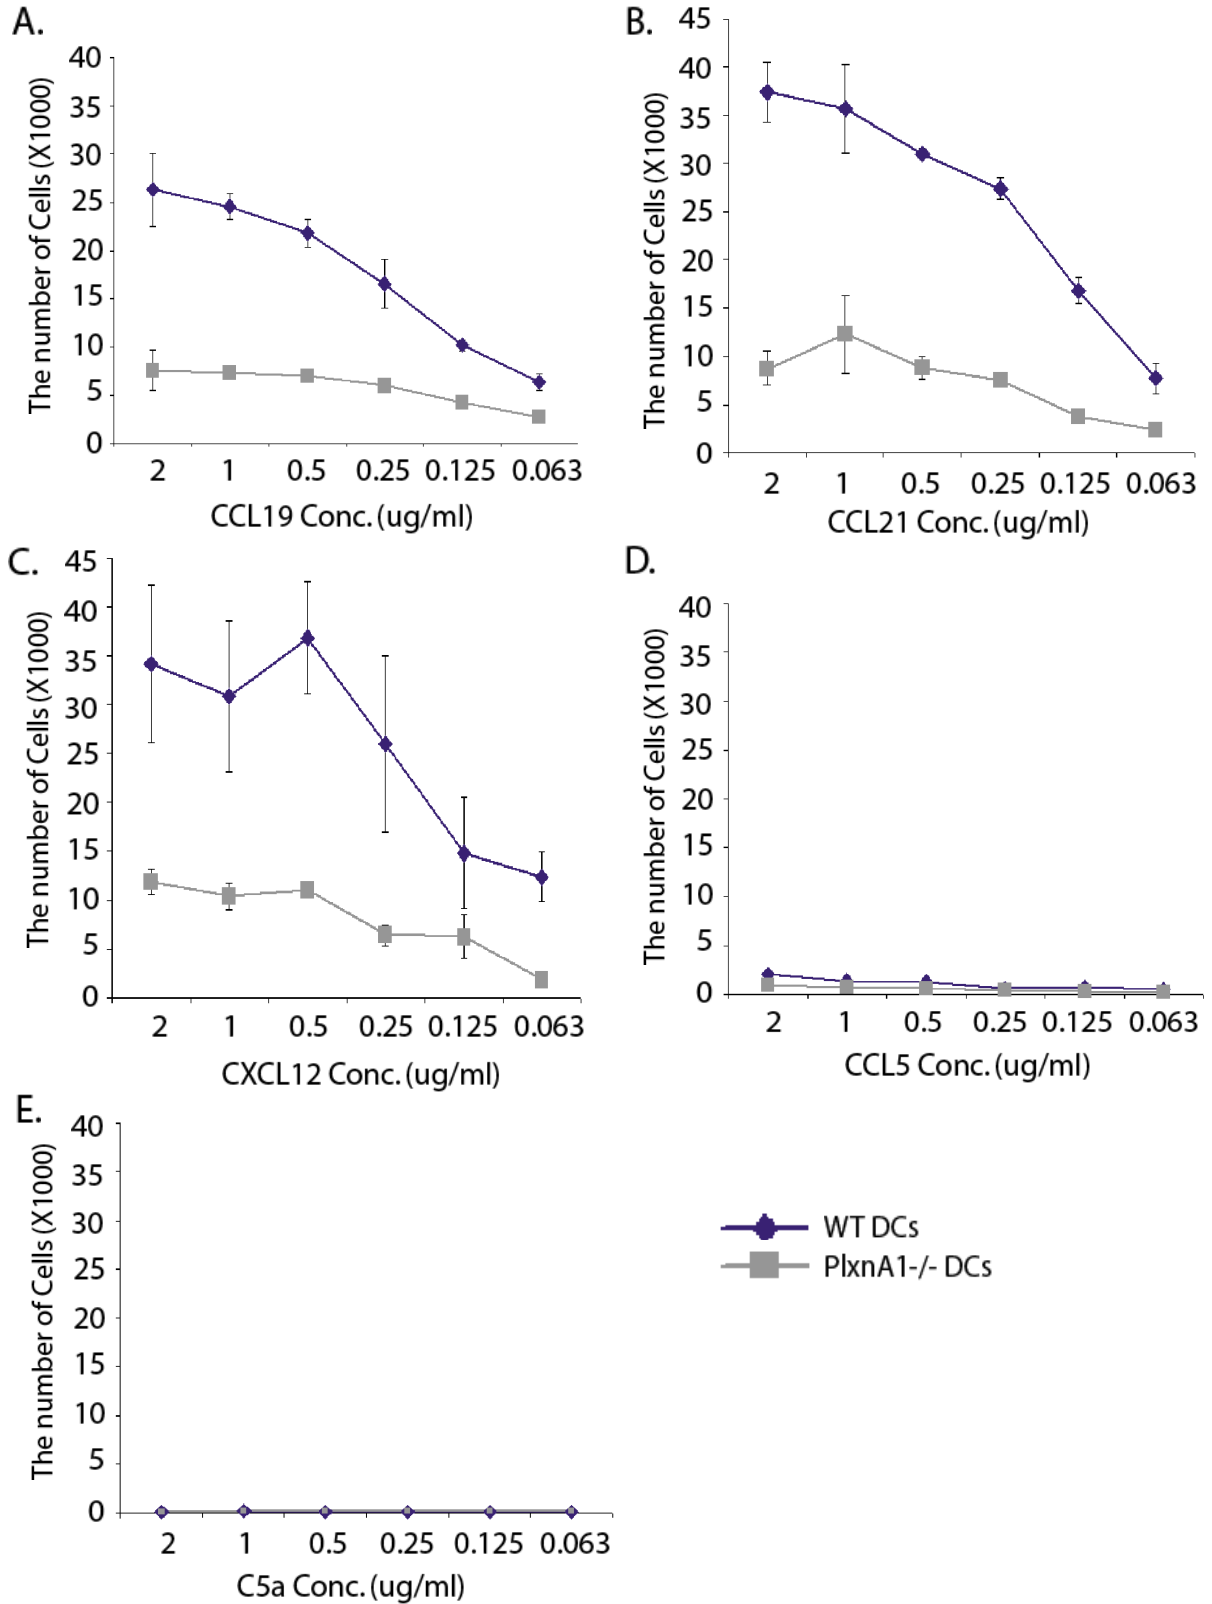 A.
The number of Cells (X1000)
40
35
30
25
20
15
10
5
0
2 1 0.5 0.25 0.125 0.063
CCL19 Conc. (ug/ml)
B.
The number of Cells (X1000)
45
40
35
30
25
20
15
10
5
0
2 1 0.5 0.25 0.125 0.063
CCL21 Conc. (ug/ml)
C.
The number of Cells (X1000)
45
40
35
30
25
20
15
10
5
0
2 1 0.5 0.25 0.125 0.063
CXCL12 Conc. (ug/ml)
D.
The number of Cells (X1000)
40
35
30
25
20
15
10
5
0
2 1 0.5 0.25 0.125 0.063
CCL5 Conc. (ug/ml)
E.
The number of Cells (X1000)
40
35
30
25
20
15
10
5
0
2 1 0.5 0.25 0.125 0.063
C5a Conc. (ug/ml)
WT DCs
PlxnA1-/- DCs